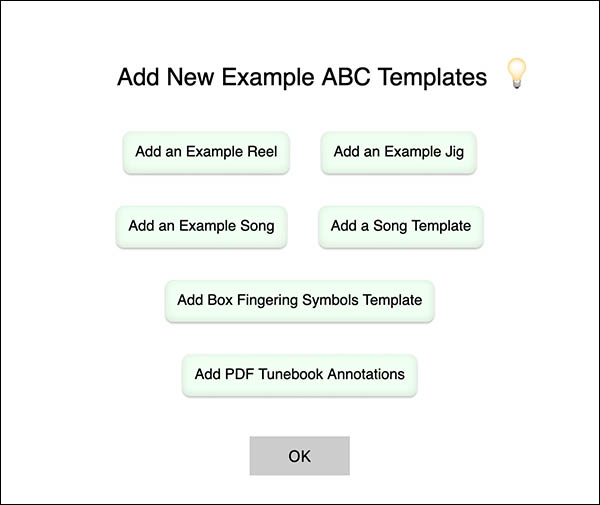 Add New Example ABC Templates
Add an Example Reel
Add an Example Jig
Add an Example Song
Add a Song Template
Add Box Fingering Symbols Template
Add PDF Tunebook Annotations
OK